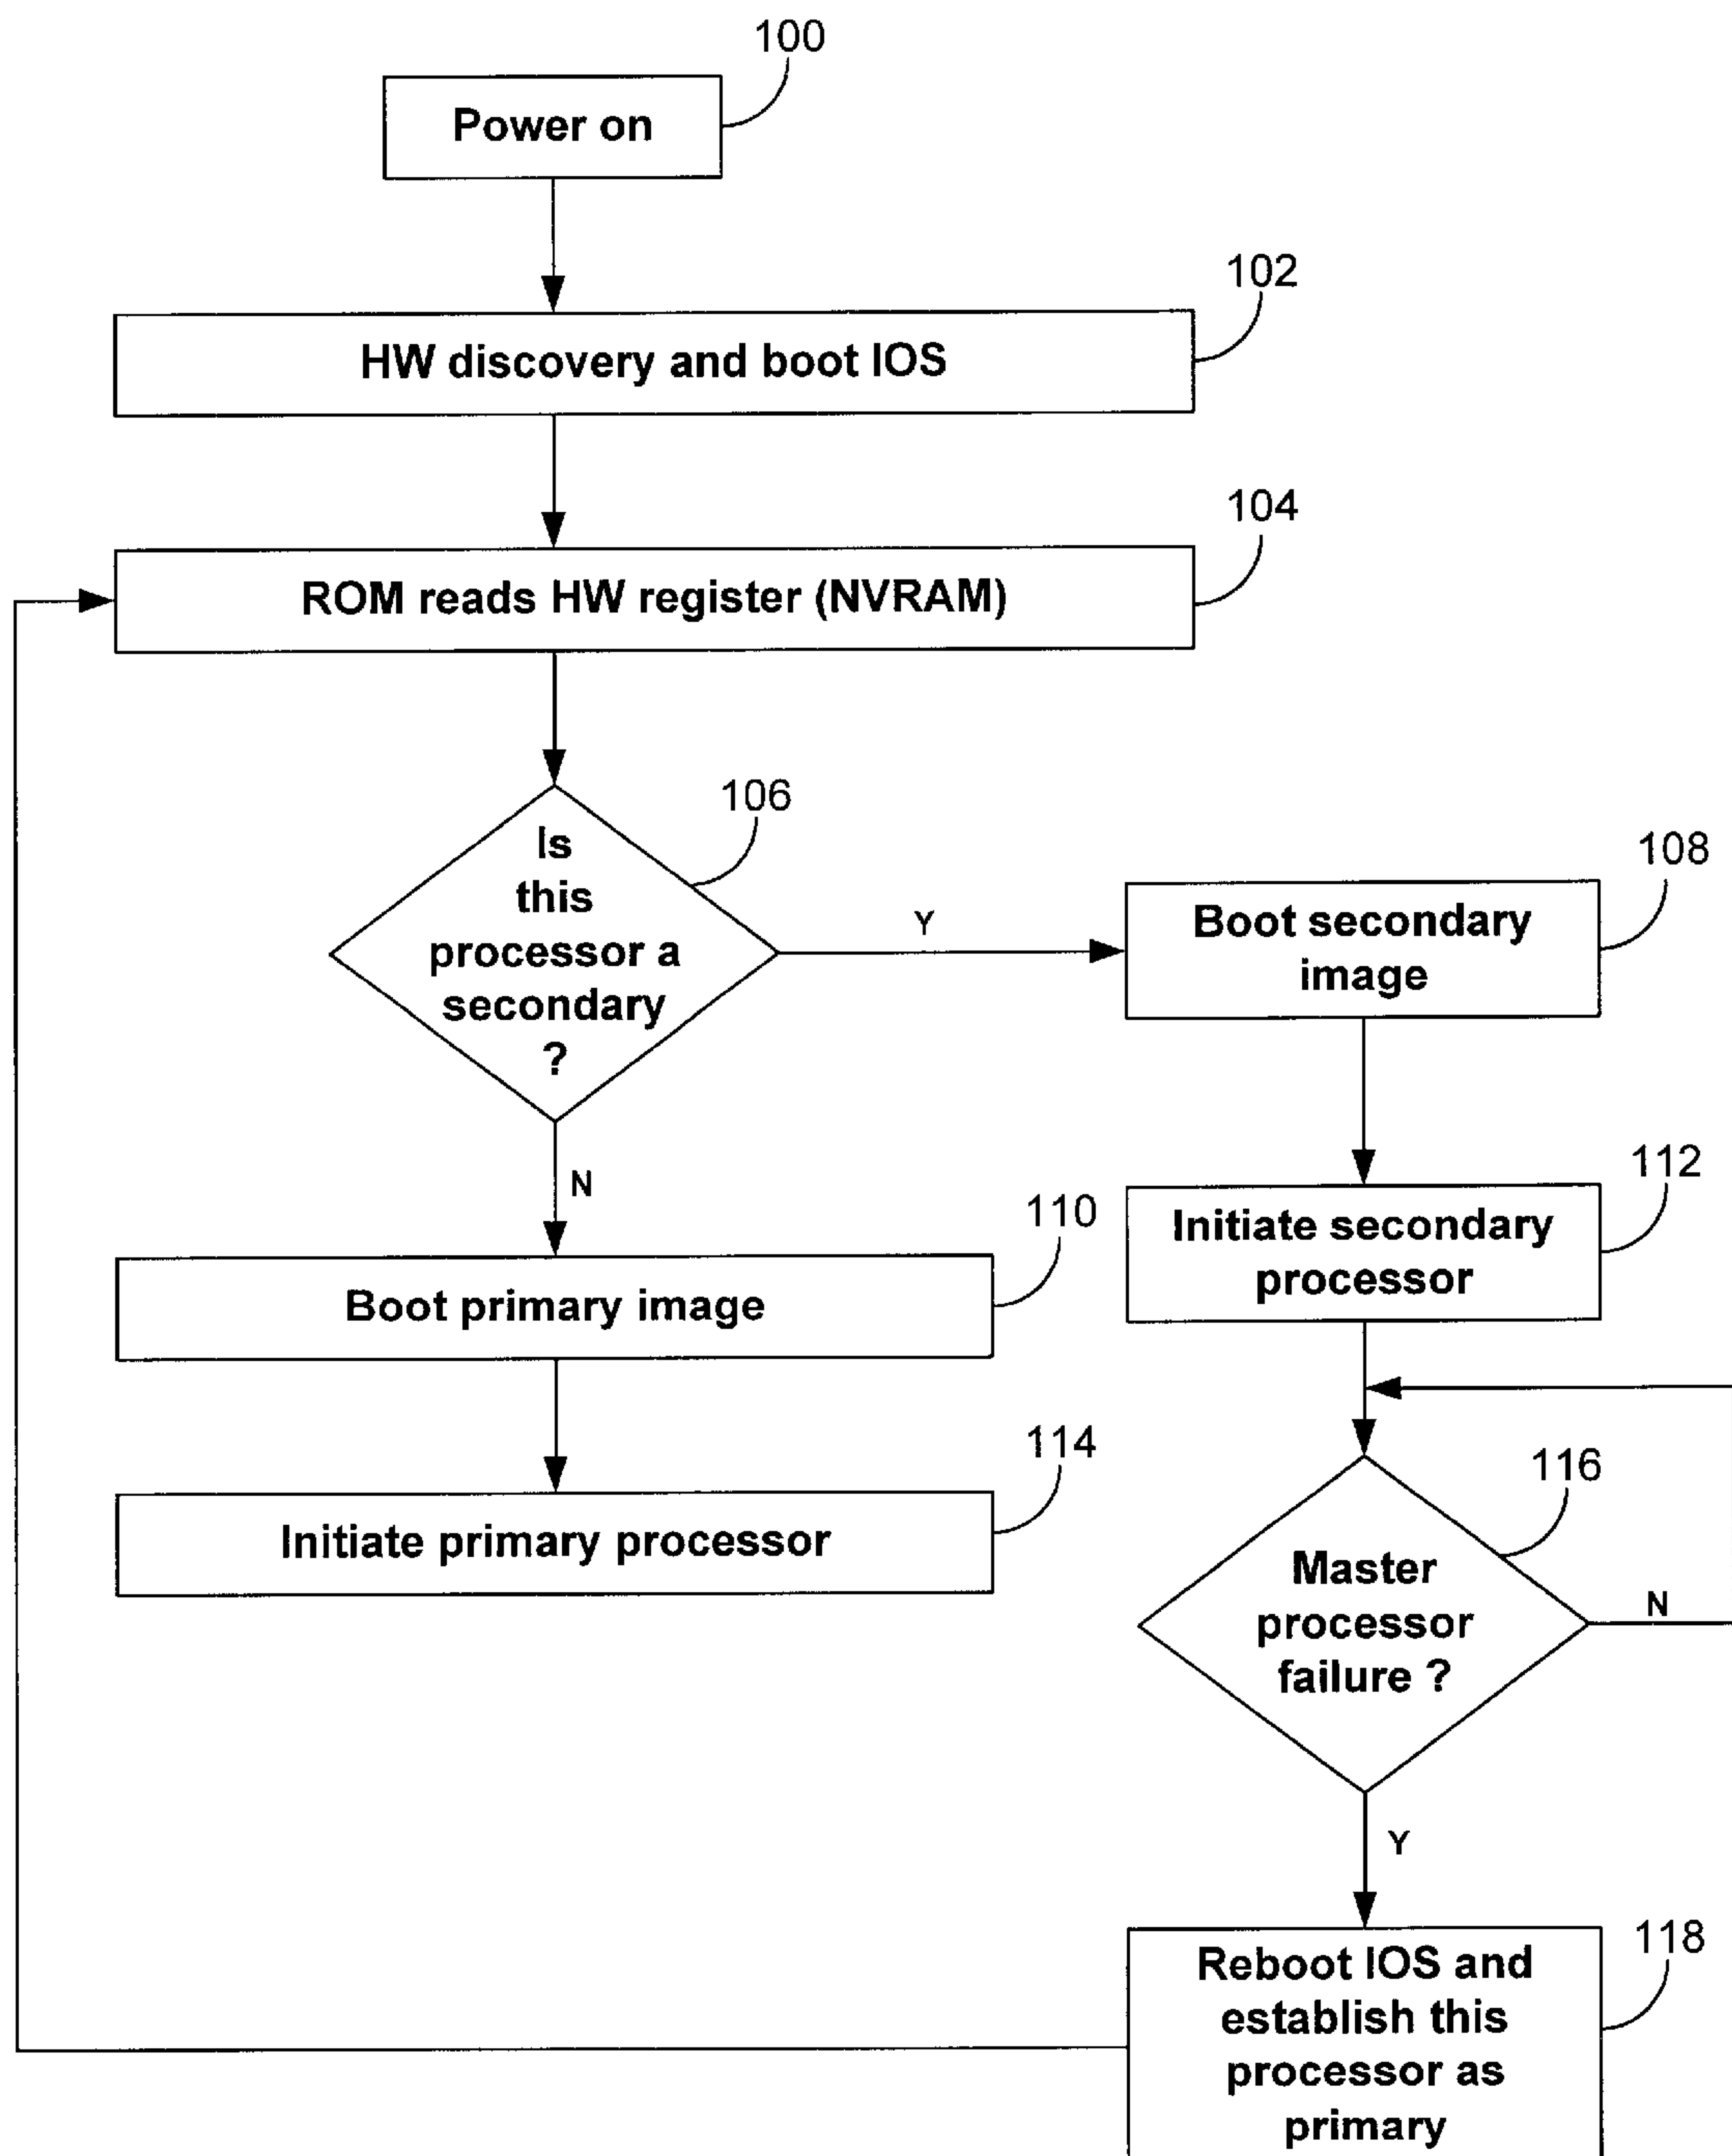 100
Power on
102
HW discovery and boot IOS
104
ROM reads HW register (NVRAM)
106
Is
this
processor a
secondary
?
Y
108
Boot secondary
image
N
110
Boot primary image
112
Initiate secondary
processor
114
Initiate primary processor
116
Master
processor
failure ?
N
Y
118
Reboot IOS and
establish this
processor as
primary